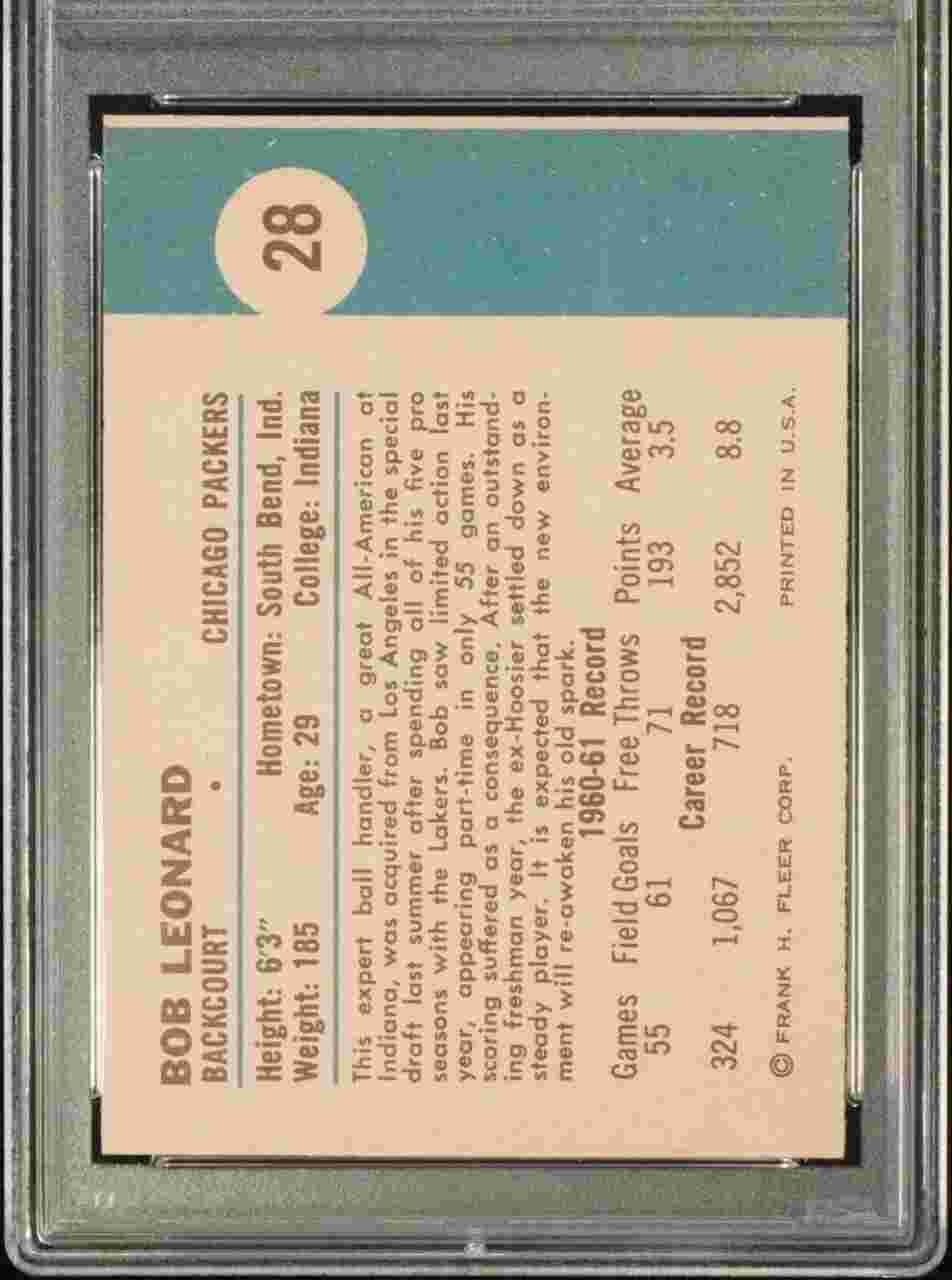 28
BOB LEONARD
BACKCOURT • CHICAGO PACKERS
Height: 6'3" Hometown: South Bend, Ind.
Weight: 185 Age: 29 College: Indiana
This expert ball handler, a great All-American at
Indiana, was acquired from Los Angeles in the special
draft last summer after spending all of his five pro
seasons with the Lakers. Bob saw limited action last
year, appearing part-time in only 55 games. His
scoring suffered as a consequence. After an outstand-
ing freshman year, the ex-Hoosier settled down as a
steady player. It is expected that the new environ-
ment will re-awaken his old spark.
1960-61 Record
Games Field Goals Free Throws Points Average
55 61 71 193 3.5
Career Record
324 1,067 718 2,852 8.8
© FRANK H. FLEER CORP. PRINTED IN U.S.A.